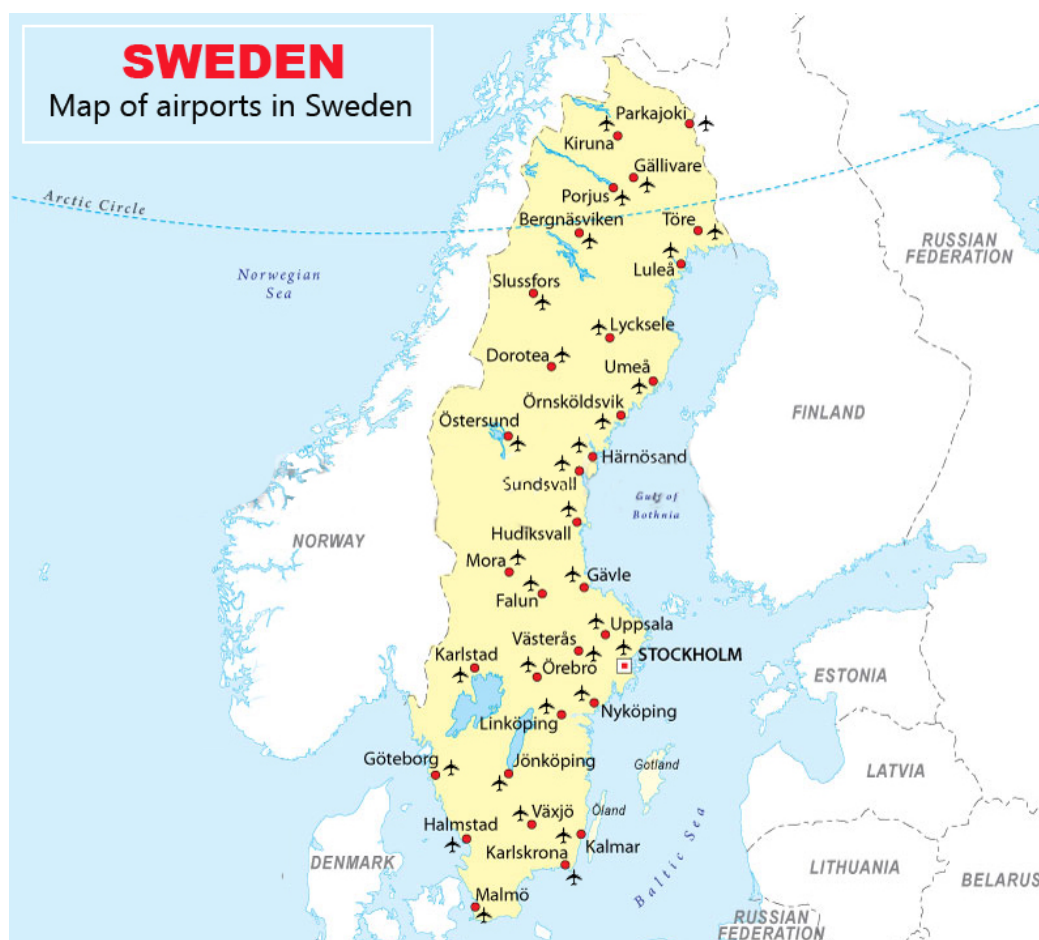 SWEDEN
Map of airports in Sweden
Parkajoki
Kiruna
Gällivare
Porjus
Arctic Circle
Bergnäsviken
Töre
RUSSIAN
FEDERATION
Luleå
Norwegian
Sea
Slussfors
Lycksele
Dorotea
Umeå
Örnsköldsvik
FINLAND
Östersund
Härnösand
Sundsvall
Gulf of
Bothnia
Hudiksvall
NORWAY
Mora
Gävle
Falun
Uppsala
Västerås
STOCKHOLM
Karlstad
Örebro
ESTONIA
Nyköping
Linköping
Göteborg
Jönköping
Gotland
LATVIA
Växjö
Öland
Halmstad
Kalmar
Karlskrona
Baltic Sea
DENMARK
LITHUANIA
BELARUS
Malmö
RUSSIAN
FEDERATION